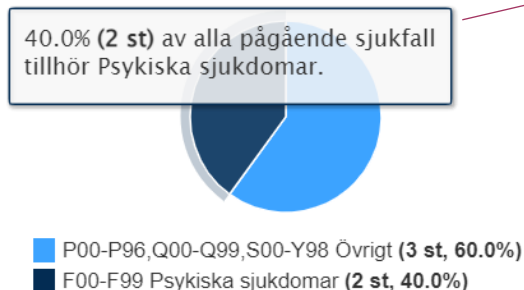 40.0% (2 st) av alla pågående sjukfall
tillhör Psykiska sjukdomar.
P00-P96,Q00-Q99,S00-Y98 Övrigt (3 st, 60.0%)
F00-F99 Psykiska sjukdomar (2 st, 40.0%)